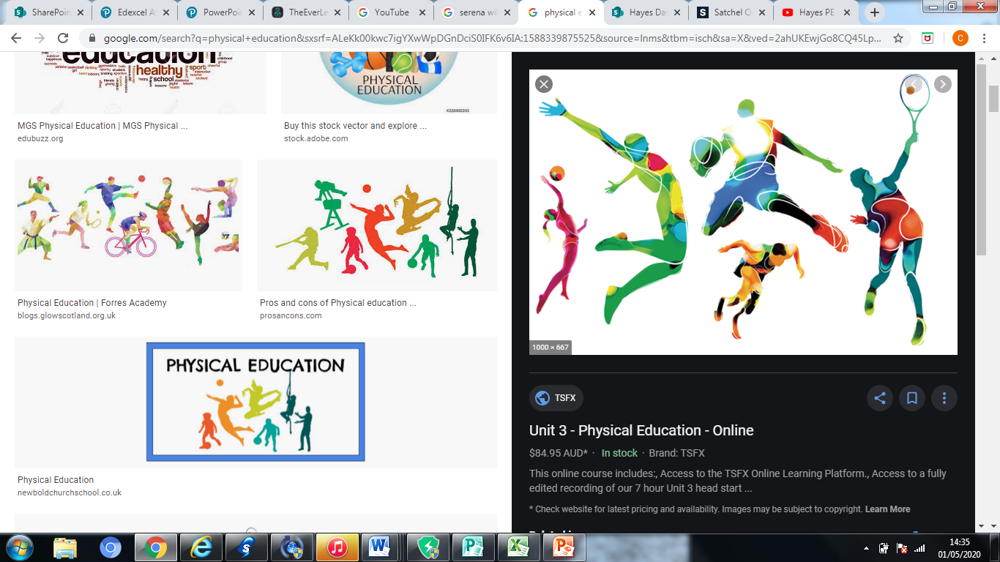 SharePoin
Edexcel A
PowerPoi
TheEverLe
YouTube
serena wi
physical e
Hayes Da
Satchel O
Hayes PE
google.com/search?q=physical+education&sxsrf=ALeKk00kwc7igYXwWpDGnDciS0IFK6v6IA:1588339875525&source=lnms&tbm=isch&sa=X&ved=2ahUKEwjGo8CQ45Lp...
C
education
healthy
sport
school
PHYSICAL
EDUCATION
#228800201
MGS Physical Education | MGS Physical ...
edubuzz.org
Buy this stock vector and explore ...
stock.adobe.com
Physical Education | Forres Academy
blogs.glowscotland.org.uk
Pros and cons of Physical education ...
prosancons.com
PHYSICAL EDUCATION
Physical Education
newboldchurchschool.co.uk
1000 × 667
TSFX
Unit 3 - Physical Education - Online
$84.95 AUD* · In stock · Brand: TSFX
This online course includes:, Access to the TSFX Online Learning Platform., Access to a fully
edited recording of our 7 hour Unit 3 head start ...
* Check website for latest pricing and availability. Images may be subject to copyright. Learn More
14:35
01/05/2020